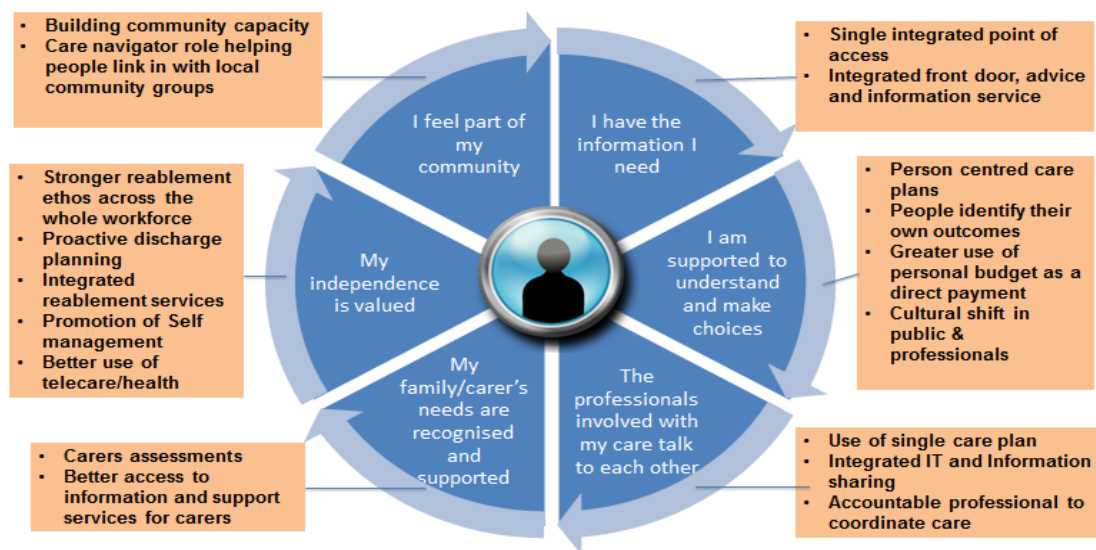 • Building community capacity
• Care navigator role helping
people link in with local
community groups
• Single integrated point of
access
• Integrated front door, advice
and information service
I feel part of
my
community
I have the
information I
need
• Stronger reablement
ethos across the
whole workforce
• Proactive discharge
planning
• Integrated
reablement services
• Promotion of Self
management
• Better use of
telecare/health
My
independence
is valued
I am
supported to
understand
and make
choices
• Person centred care
plans
• People identify their
own outcomes
• Greater use of
personal budget as a
direct payment
• Cultural shift in
public &
professionals
My
family/carer’s
needs are
recognised
and
supported
The
professionals
involved with
my care talk
to each other
• Carers assessments
• Better access to
information and support
services for carers
• Use of single care plan
• Integrated IT and Information
sharing
• Accountable professional to
coordinate care